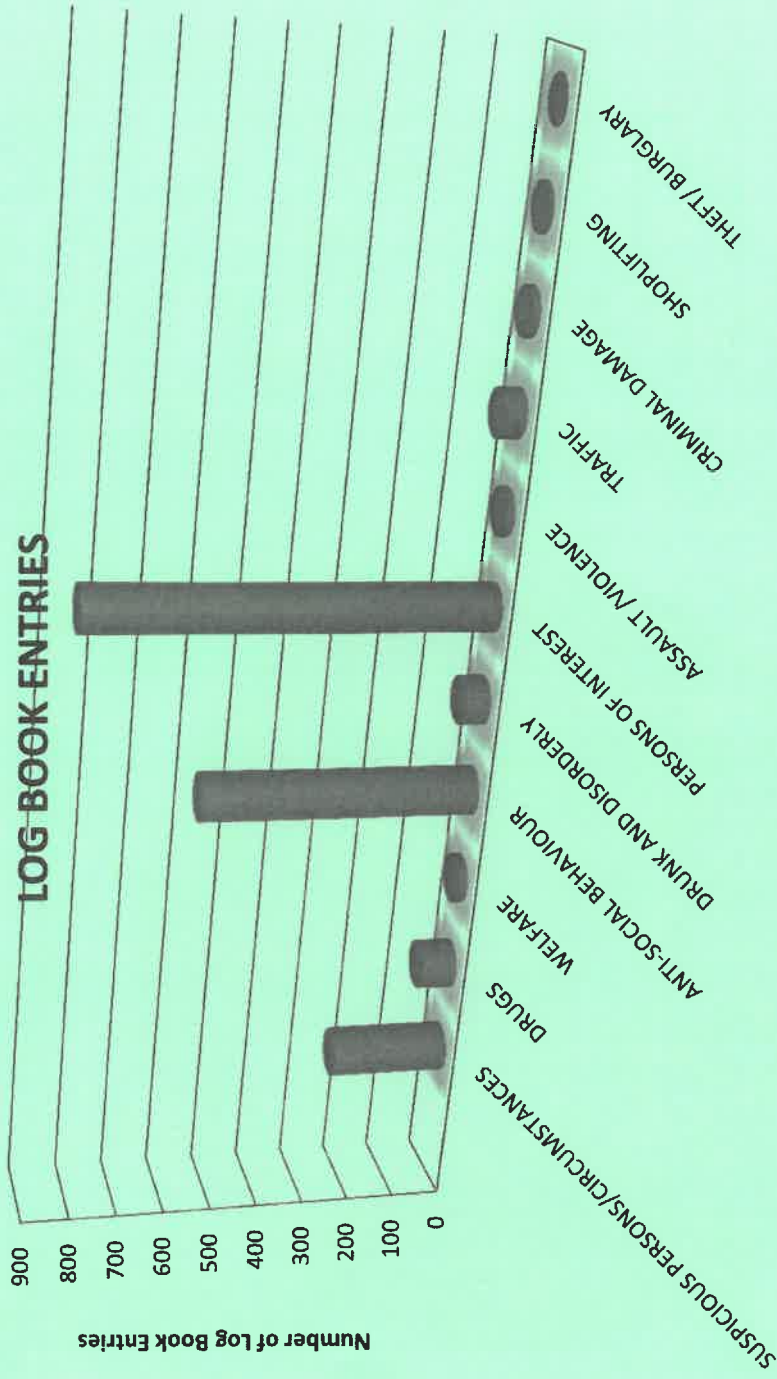 LOG BOOK ENTRIES
Number of Log Book Entries
900
800
700
600
500
400
300
200
100
0
SUSPICIOUS PERSONS/CIRCUMSTANCES
DRUGS
WELFARE
ANTI-SOCIAL BEHAVIOUR
DRUNK AND DISORDERLY
PERSONS OF INTEREST
ASSAULT /VIOLENCE
TRAFFIC
CRIMINAL DAMAGE
SHOPLIFTING
THEFT/ BURGLARY